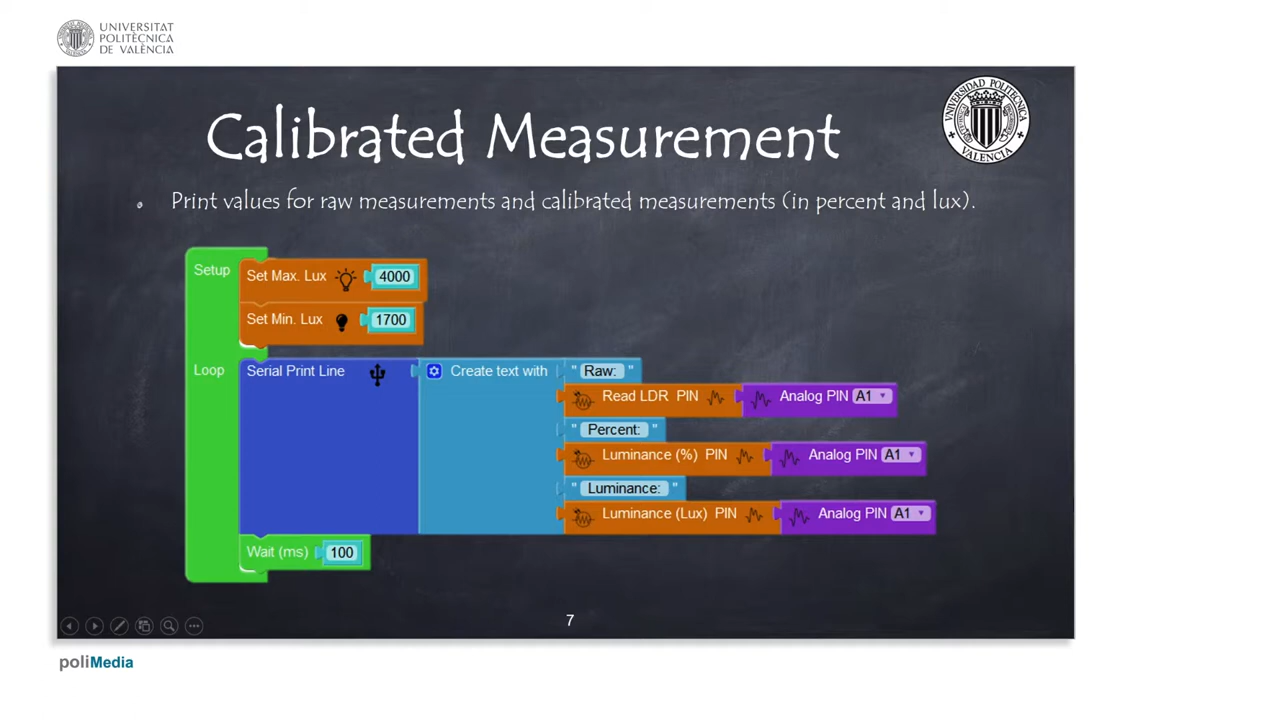 UNIVERSITAT
POLITÈCNICA
DE VALÈNCIA
UNIVERSIDAD POLITECNICA
VALENCIA
Calibrated Measurement
Print values for raw measurements and calibrated measurements (in percent and lux).
Setup
Set Max. Lux 4000
Set Min. Lux 1700
Loop
Serial Print Line Create text with " Raw: "
Read LDR PIN Analog PIN A1
" Percent: "
Luminance (%) PIN Analog PIN A1
" Luminance: "
Luminance (Lux) PIN Analog PIN A1
Wait (ms) 100
7
poliMedia